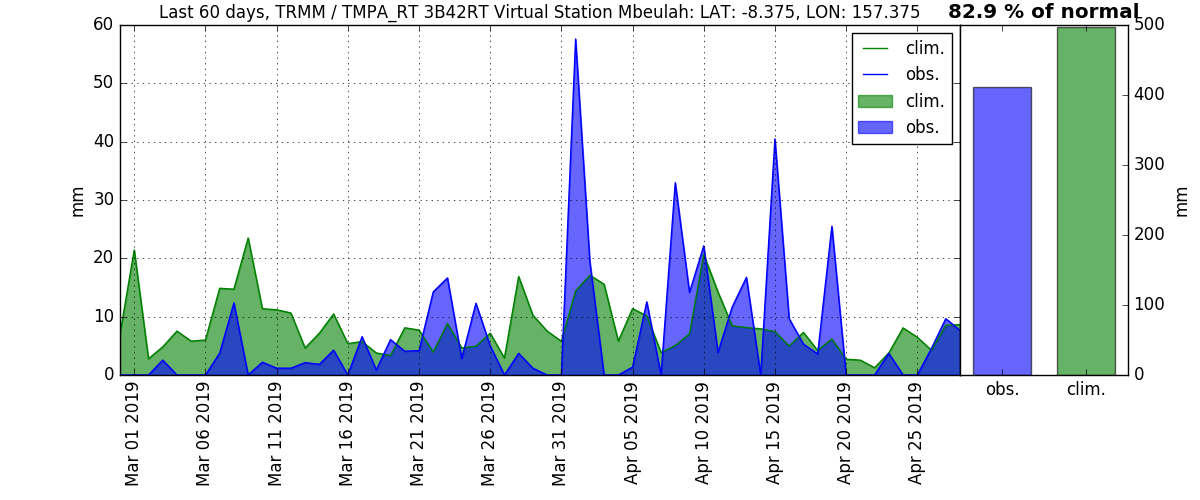 Last 60 days, TRMM / TMPA_RT 3B42RT Virtual Station Mbeulah: LAT: -8.375, LON: 157.375
82.9 % of normal
60
50
40
30
20
10
0
mm
clim.
obs.
clim.
obs.
500
400
300
200
100
0
mm
obs.
clim.
Mar 01 2019
Mar 06 2019
Mar 11 2019
Mar 16 2019
Mar 21 2019
Mar 26 2019
Mar 31 2019
Apr 05 2019
Apr 10 2019
Apr 15 2019
Apr 20 2019
Apr 25 2019